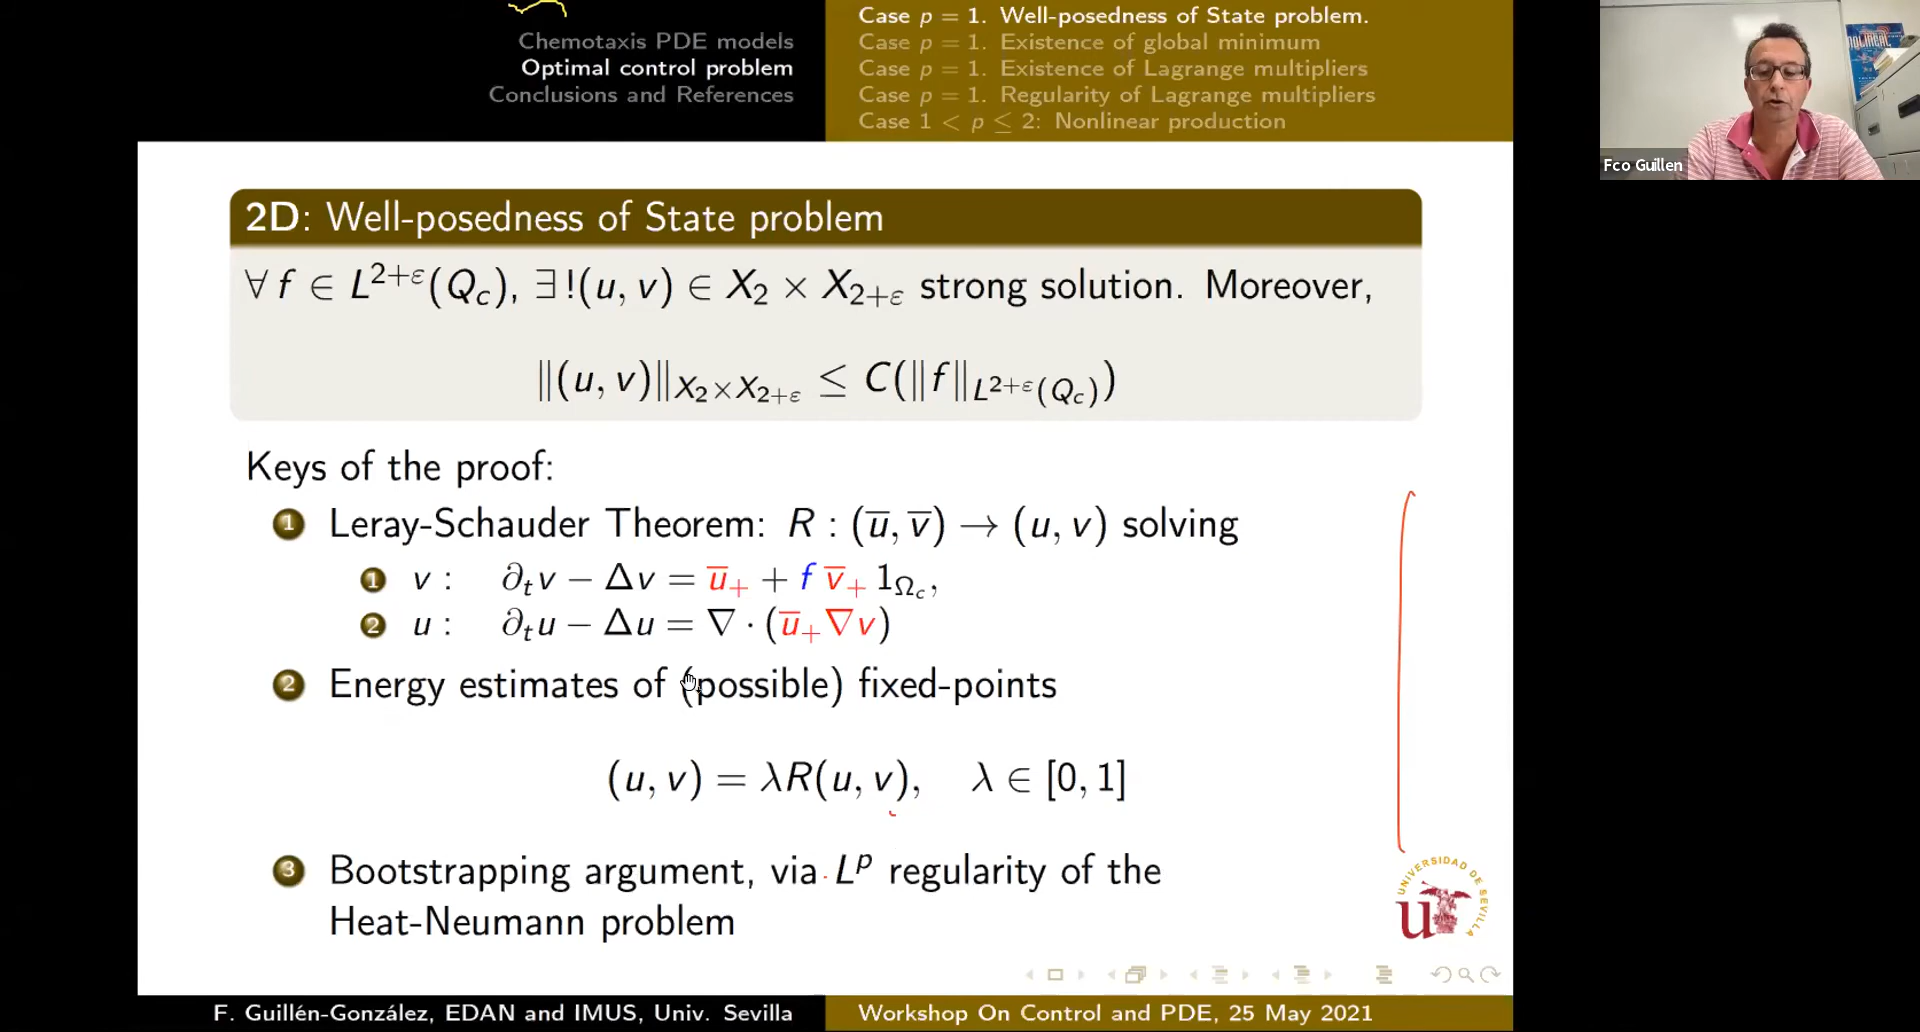 Chemotaxis PDE models
Optimal control problem
Conclusions and References
Case p = 1. Well-posedness of State problem.
Case p = 1. Existence of global minimum
Case p = 1. Existence of Lagrange multipliers
Case p = 1. Regularity of Lagrange multipliers
Case 1 < p ≤ 2: Nonlinear production
Fco Guillen
2D: Well-posedness of State problem
∀ f ∈ L^{2+ε}(Q_c), ∃ !(u, v) ∈ X_2 × X_{2+ε} strong solution. Moreover,
‖(u, v)‖_{X_2×X_{2+ε}} ≤ C(‖f‖_{L^{2+ε}(Q_c)})
Keys of the proof:
1 Leray-Schauder Theorem: R : (u̅, v̅) → (u, v) solving
1 v : ∂_t v − Δv = u̅_+ + f v̅_+ 1_{Ω_c},
2 u : ∂_t u − Δu = ∇ · (u̅_+∇v)
2 Energy estimates of (possible) fixed-points
(u, v) = λR(u, v), λ ∈ [0, 1]
3 Bootstrapping argument, via L^p regularity of the
Heat-Neumann problem
UNIVERSIDAD DE SEVILLA
F. Guillén-González, EDAN and IMUS, Univ. Sevilla
Workshop On Control and PDE, 25 May 2021